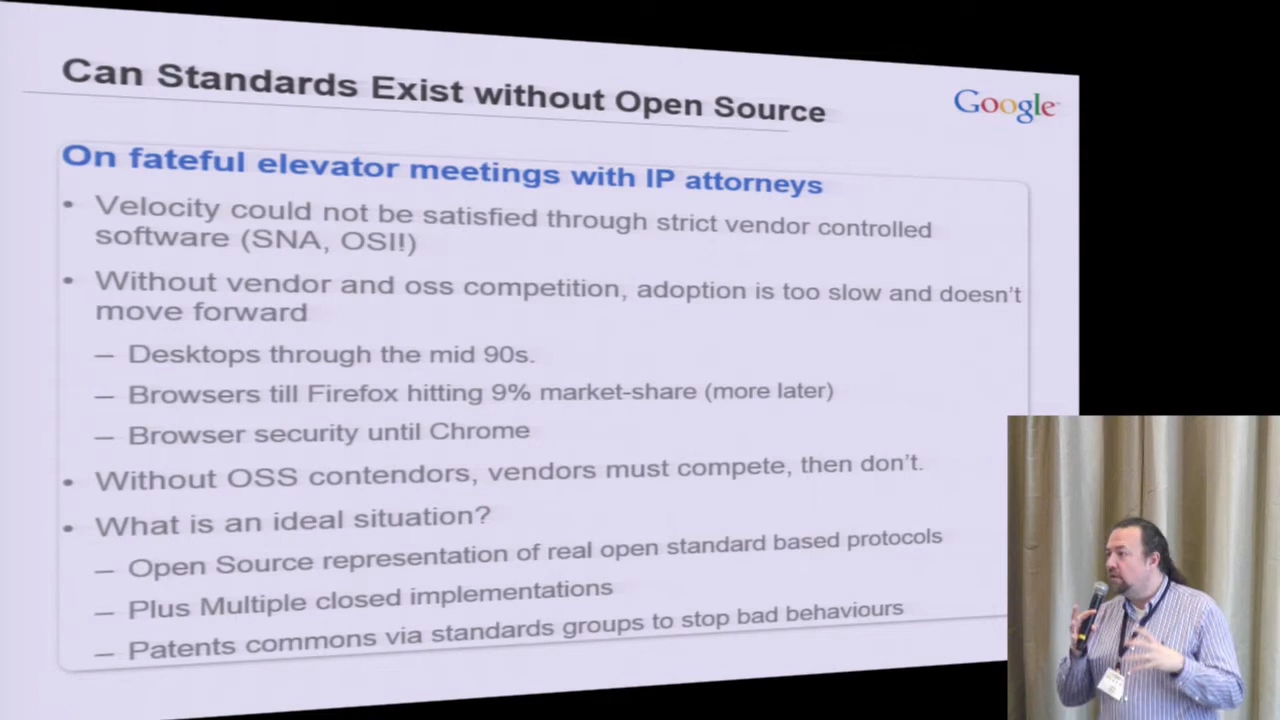 Can Standards Exist without Open Source
Google
On fateful elevator meetings with IP attorneys
• Velocity could not be satisfied through strict vendor controlled
software (SNA, OSI!)
• Without vendor and oss competition, adoption is too slow and doesn't
move forward
– Desktops through the mid 90s.
– Browsers till Firefox hitting 9% market-share (more later)
– Browser security until Chrome
• Without OSS contendors, vendors must compete, then don't.
• What is an ideal situation?
– Open Source representation of real open standard based protocols
– Plus Multiple closed implementations
– Patents commons via standards groups to stop bad behaviours